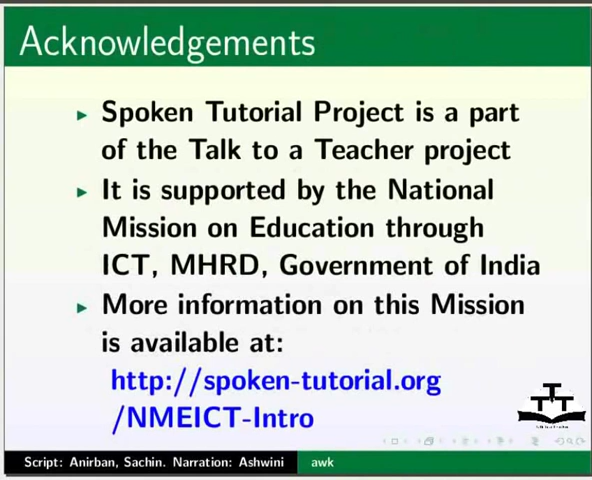 Acknowledgements
Spoken Tutorial Project is a part
of the Talk to a Teacher project
It is supported by the National
Mission on Education through
ICT, MHRD, Government of India
More information on this Mission
is available at:
http://spoken-tutorial.org
/NMEICT-Intro
TTT
Script: Anirban, Sachin. Narration: Ashwini awk